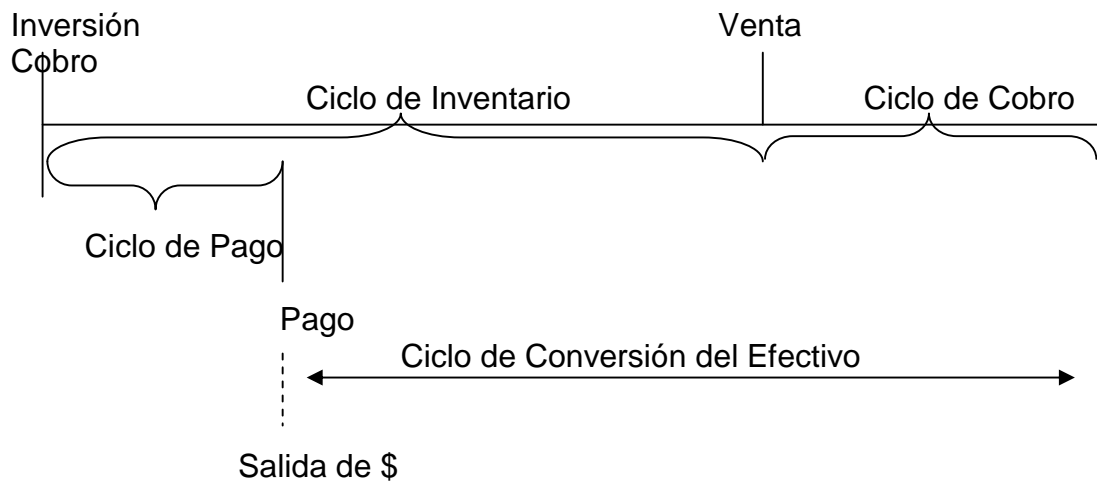 Inversión
Cobro
Venta
Ciclo de Inventario
Ciclo de Cobro
Ciclo de Pago
Pago
Ciclo de Conversión del Efectivo
Salida de $